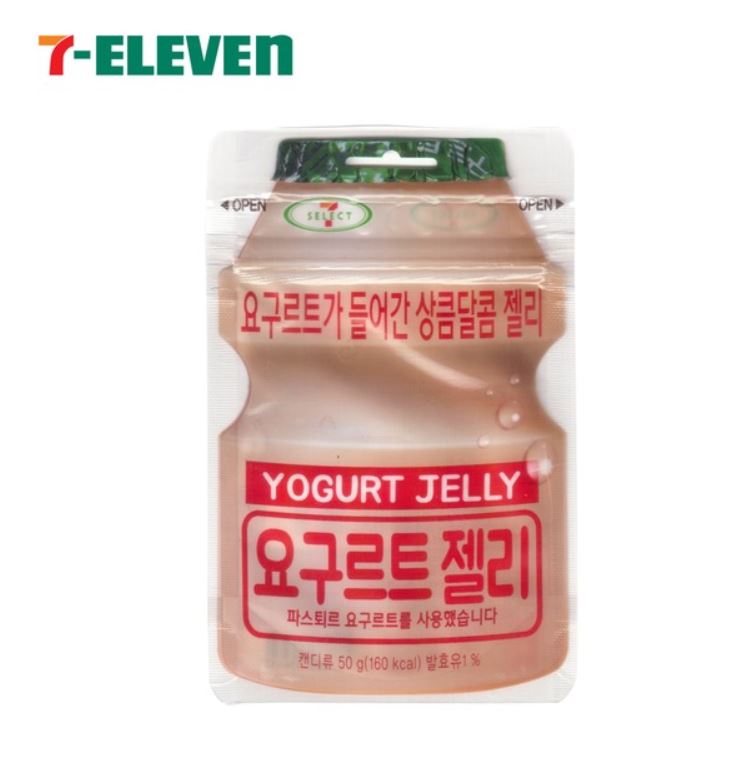 7-ELEVEn
◀ OPEN
OPEN ▶
7
SELECT
요구르트가 들어간 상큼달콤 젤리
YOGURT JELLY
요구르트 젤리
파스퇴르 요구르트를 사용했습니다
캔디류 50 g(160 kcal) 발효유1 %